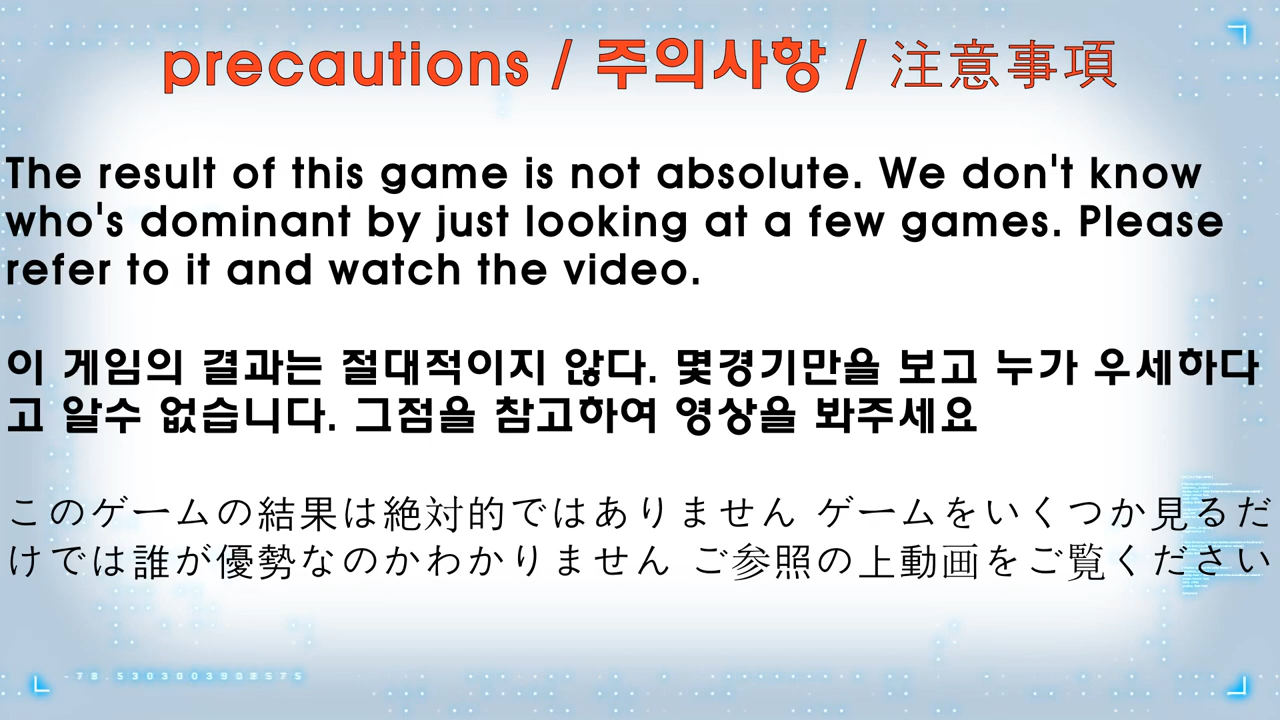 precautions / 주의사항 / 注意事項
The result of this game is not absolute. We don't know
who's dominant by just looking at a few games. Please
refer to it and watch the video.
이 게임의 결과는 절대적이지 않다. 몇경기만을 보고 누가 우세하다
고 알수 없습니다. 그점을 참고하여 영상을 봐주세요
このゲームの結果は絶対的ではありません ゲームをいくつか見るだ
けでは誰が優勢なのかわかりません ご参照の上動画をご覧ください